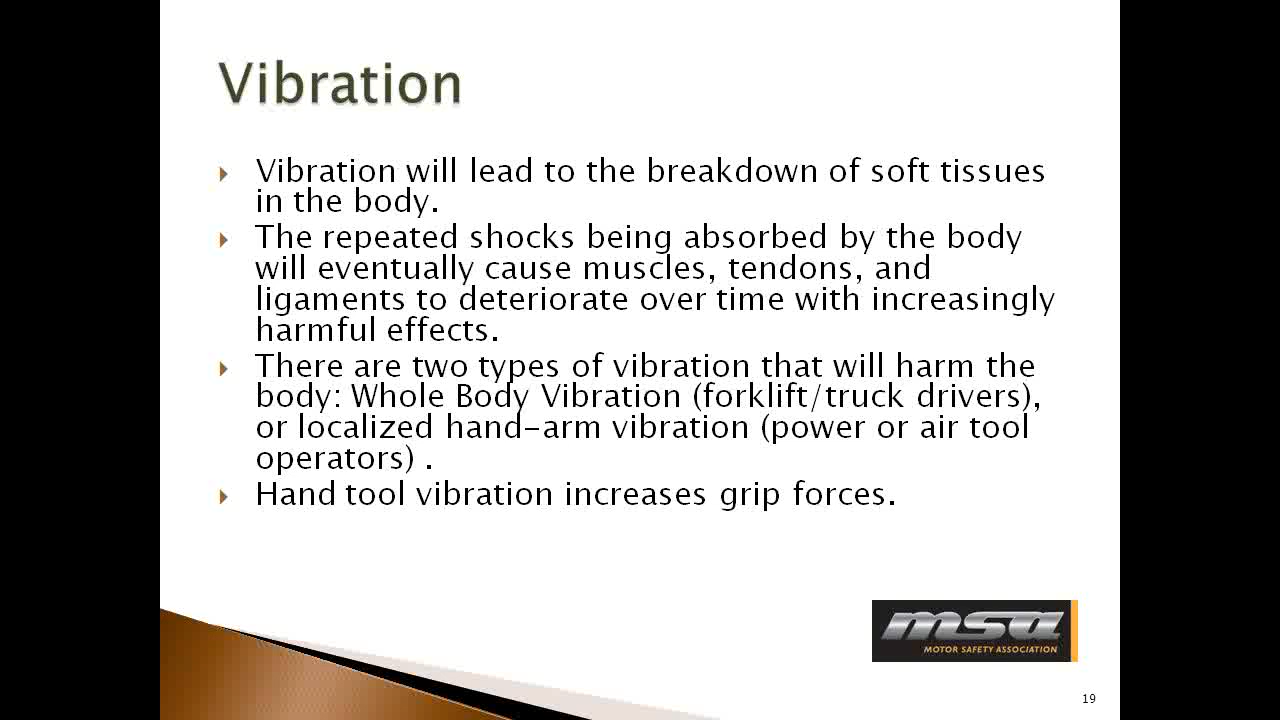 Vibration
Vibration will lead to the breakdown of soft tissues
in the body.
The repeated shocks being absorbed by the body
will eventually cause muscles, tendons, and
ligaments to deteriorate over time with increasingly
harmful effects.
There are two types of vibration that will harm the
body: Whole Body Vibration (forklift/truck drivers),
or localized hand-arm vibration (power or air tool
operators) .
Hand tool vibration increases grip forces.
msa
MOTOR SAFETY ASSOCIATION
19